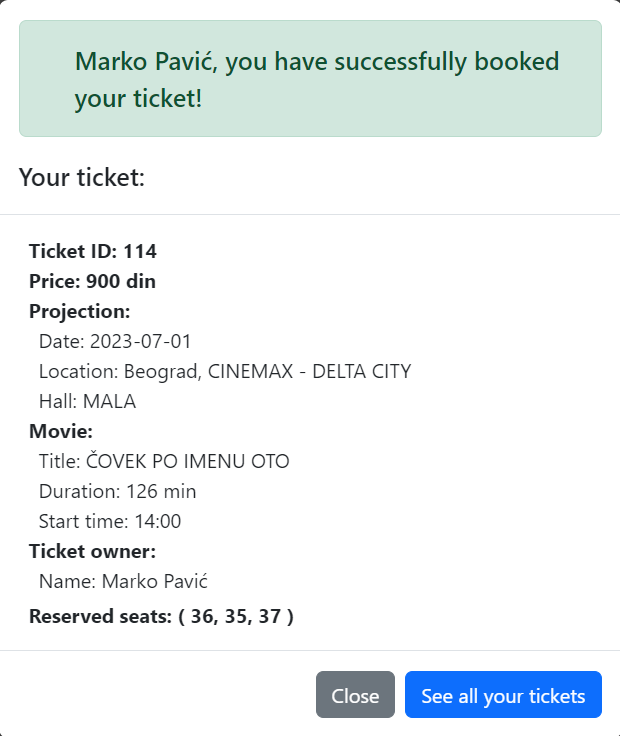 Marko Pavić, you have successfully booked
your ticket!
Your ticket:
Ticket ID: 114
Price: 900 din
Projection:
Date: 2023-07-01
Location: Beograd, CINEMAX - DELTA CITY
Hall: MALA
Movie:
Title: ČOVEK PO IMENU OTO
Duration: 126 min
Start time: 14:00
Ticket owner:
Name: Marko Pavić
Reserved seats: ( 36, 35, 37 )
Close See all your tickets